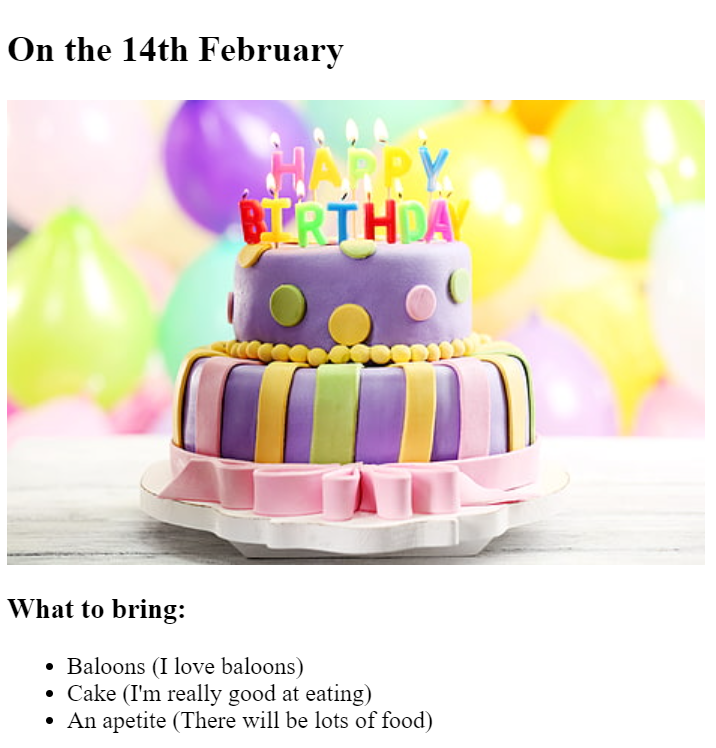 On the 14th February
HAPPY
BIRTHDAY
What to bring:
Baloons (I love baloons)
Cake (I'm really good at eating)
An apetite (There will be lots of food)